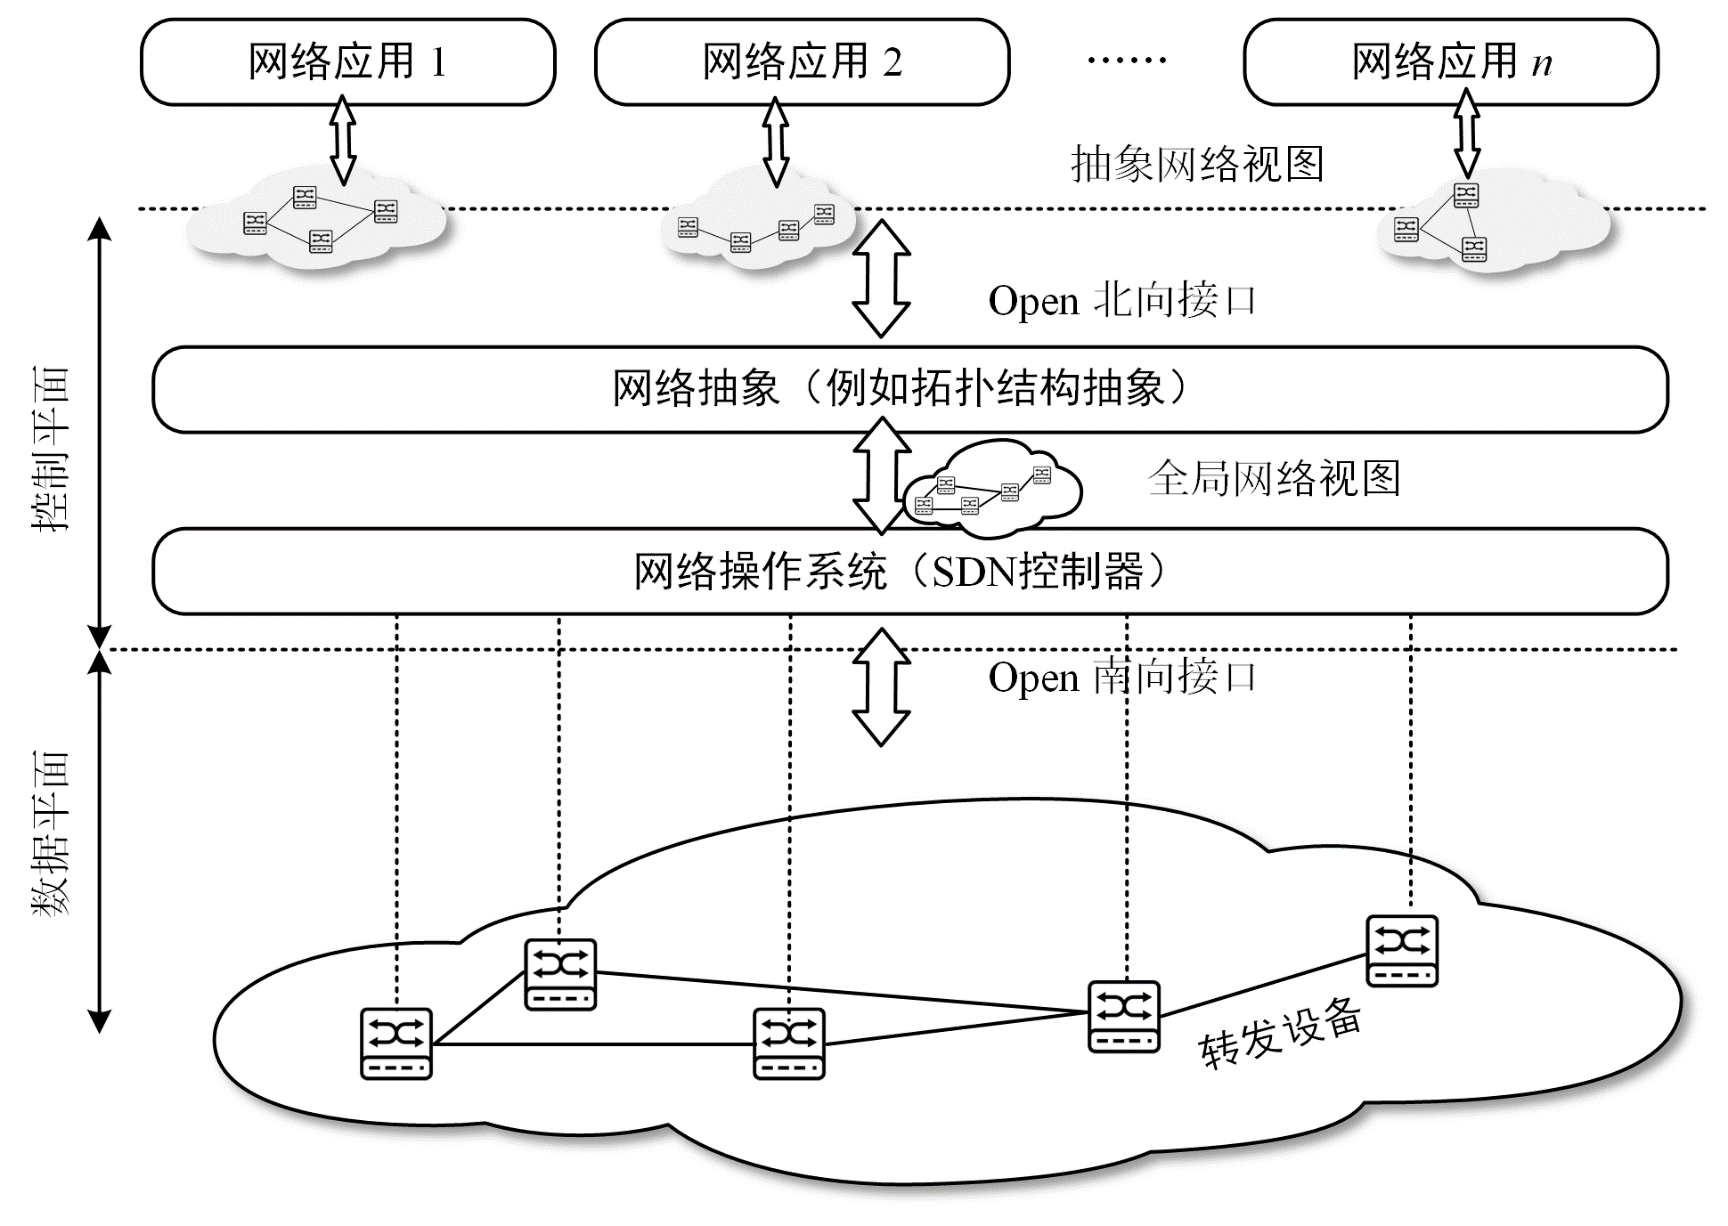 网络应用 1
网络应用 2
……
网络应用 n
抽象网络视图
Open 北向接口
网络抽象（例如拓扑结构抽象）
全局网络视图
控制平面
网络操作系统（SDN控制器）
Open 南向接口
数据平面
转发设备